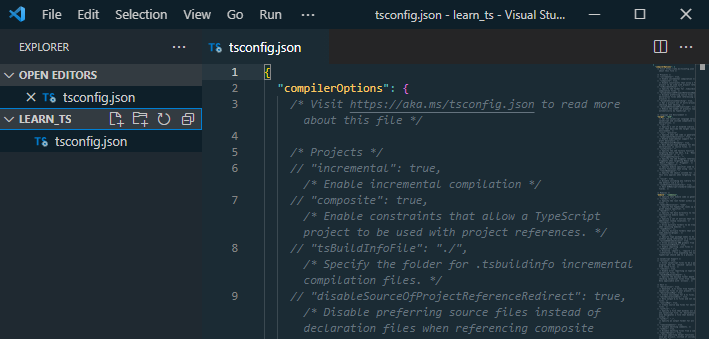 File Edit Selection View Go Run ··· tsconfig.json - learn_ts - Visual Stu...
EXPLORER ···
TS tsconfig.json ···
OPEN EDITORS
TS tsconfig.json
LEARN_TS
TS tsconfig.json
1 {
2 "compilerOptions": {
3 /* Visit https://aka.ms/tsconfig.json to read more
about this file */
4
5 /* Projects */
6 // "incremental": true,
/* Enable incremental compilation */
7 // "composite": true,
/* Enable constraints that allow a TypeScript
project to be used with project references. */
8 // "tsBuildInfoFile": "./",
/* Specify the folder for .tsbuildinfo incremental
compilation files. */
9 // "disableSourceOfProjectReferenceRedirect": true,
/* Disable preferring source files instead of
declaration files when referencing composite